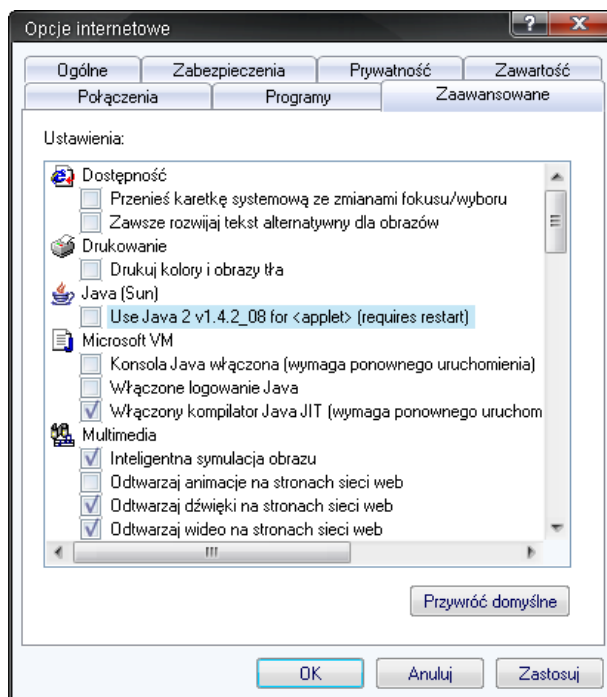 Opcje internetowe
Ogólne Zabezpieczenia Prywatność Zawartość
Połączenia Programy Zaawansowane
Ustawienia:
Dostępność
Przenieś karetkę systemową ze zmianami fokusu/wyboru
Zawsze rozwijaj tekst alternatywny dla obrazów
Drukowanie
Drukuj kolory i obrazy tła
Java (Sun)
Use Java 2 v1.4.2_08 for <applet> (requires restart)
Microsoft VM
Konsola Java włączona (wymaga ponownego uruchomienia)
Włączone logowanie Java
Włączony kompilator Java JIT (wymaga ponownego uruchom
Multimedia
Inteligentna symulacja obrazu
Odtwarzaj animacje na stronach sieci web
Odtwarzaj dźwięki na stronach sieci web
Odtwarzaj wideo na stronach sieci web
Przywróć domyślne
OK Anuluj Zastosuj